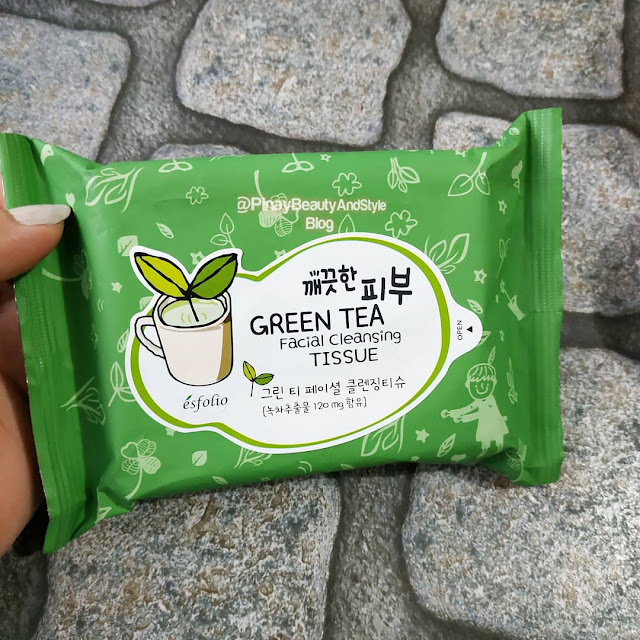 @PinayBeautyAndStyle
Blog
깨끗한 피부
GREEN TEA
Facial Cleansing
TISSUE
OPEN
그린 티 페이셜 클렌징티슈
[녹차추출물 120 mg 함유]
ésfolio